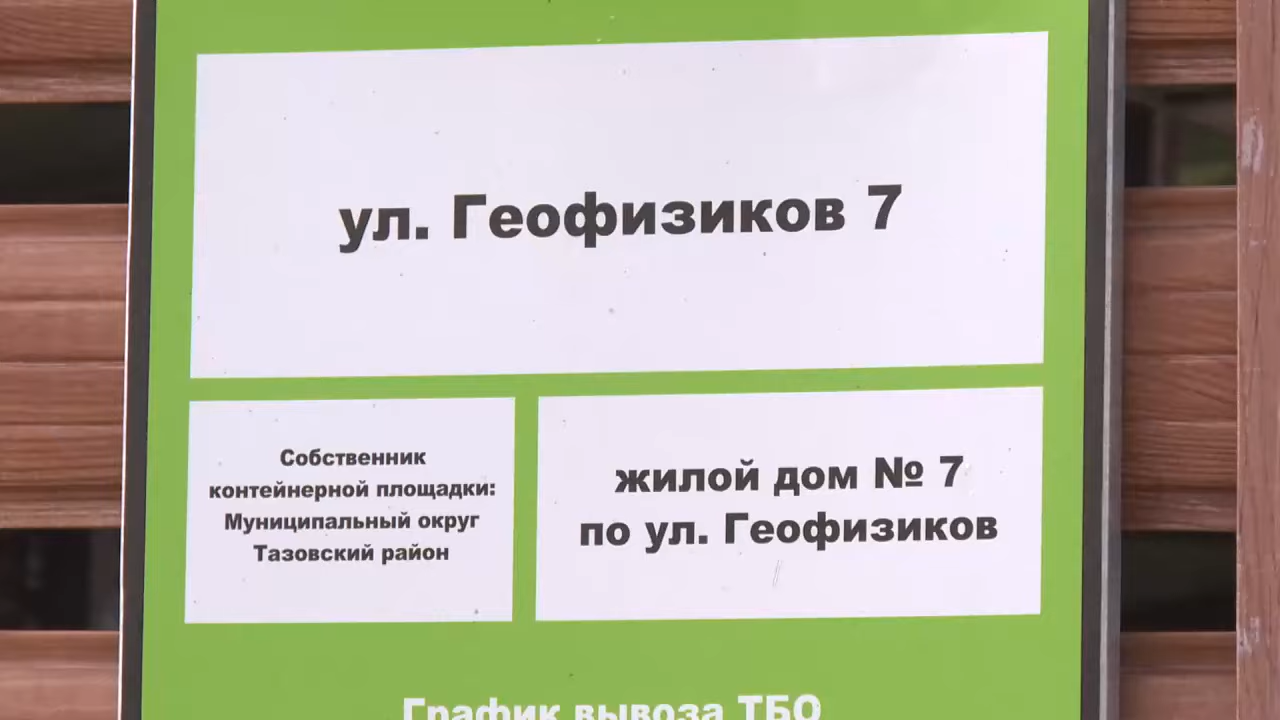 ул. Геофизиков 7
Собственник
контейнерной площадки:
Муниципальный округ
Тазовский район
жилой дом № 7
по ул. Геофизиков
График вывоза ТБО